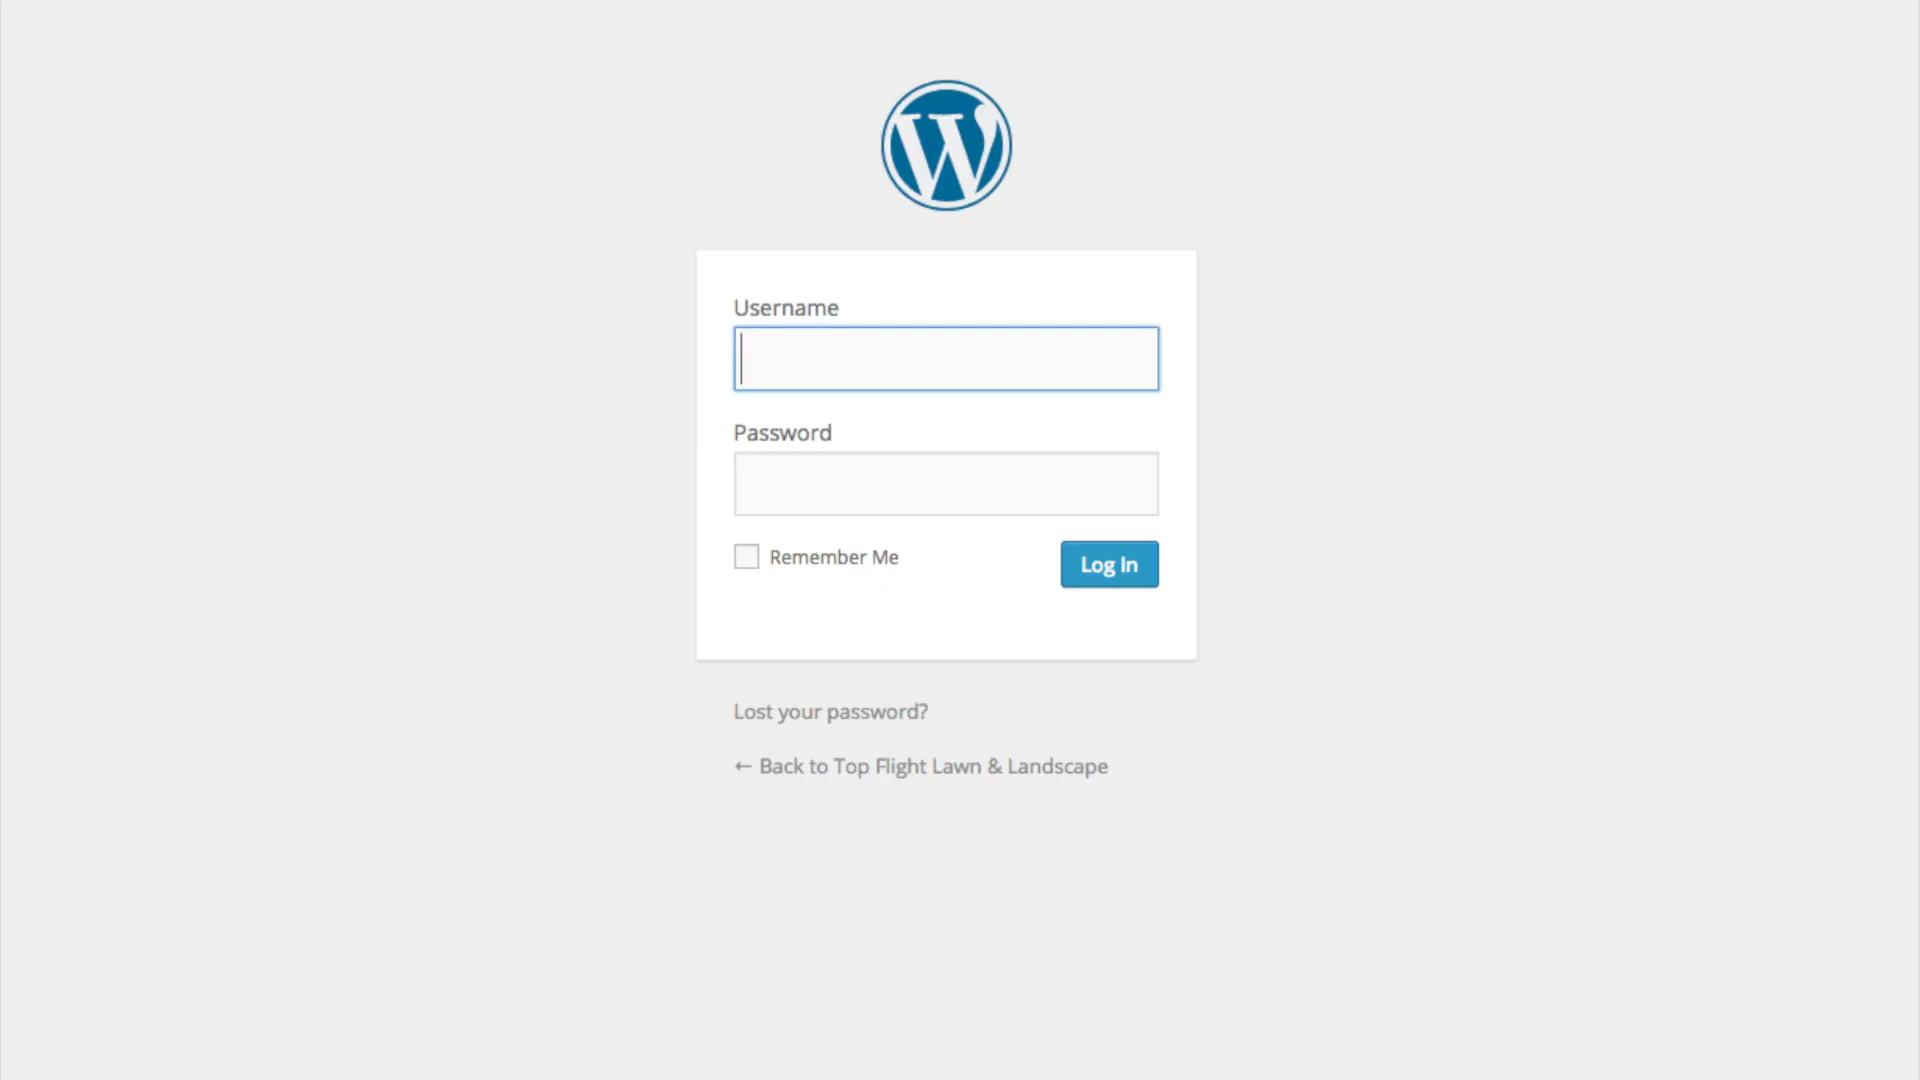 Username
Password
Remember Me
Log In
Lost your password?
← Back to Top Flight Lawn & Landscape